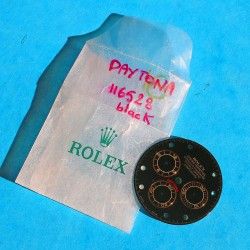 DAYTONA
116528
black
ROLEX